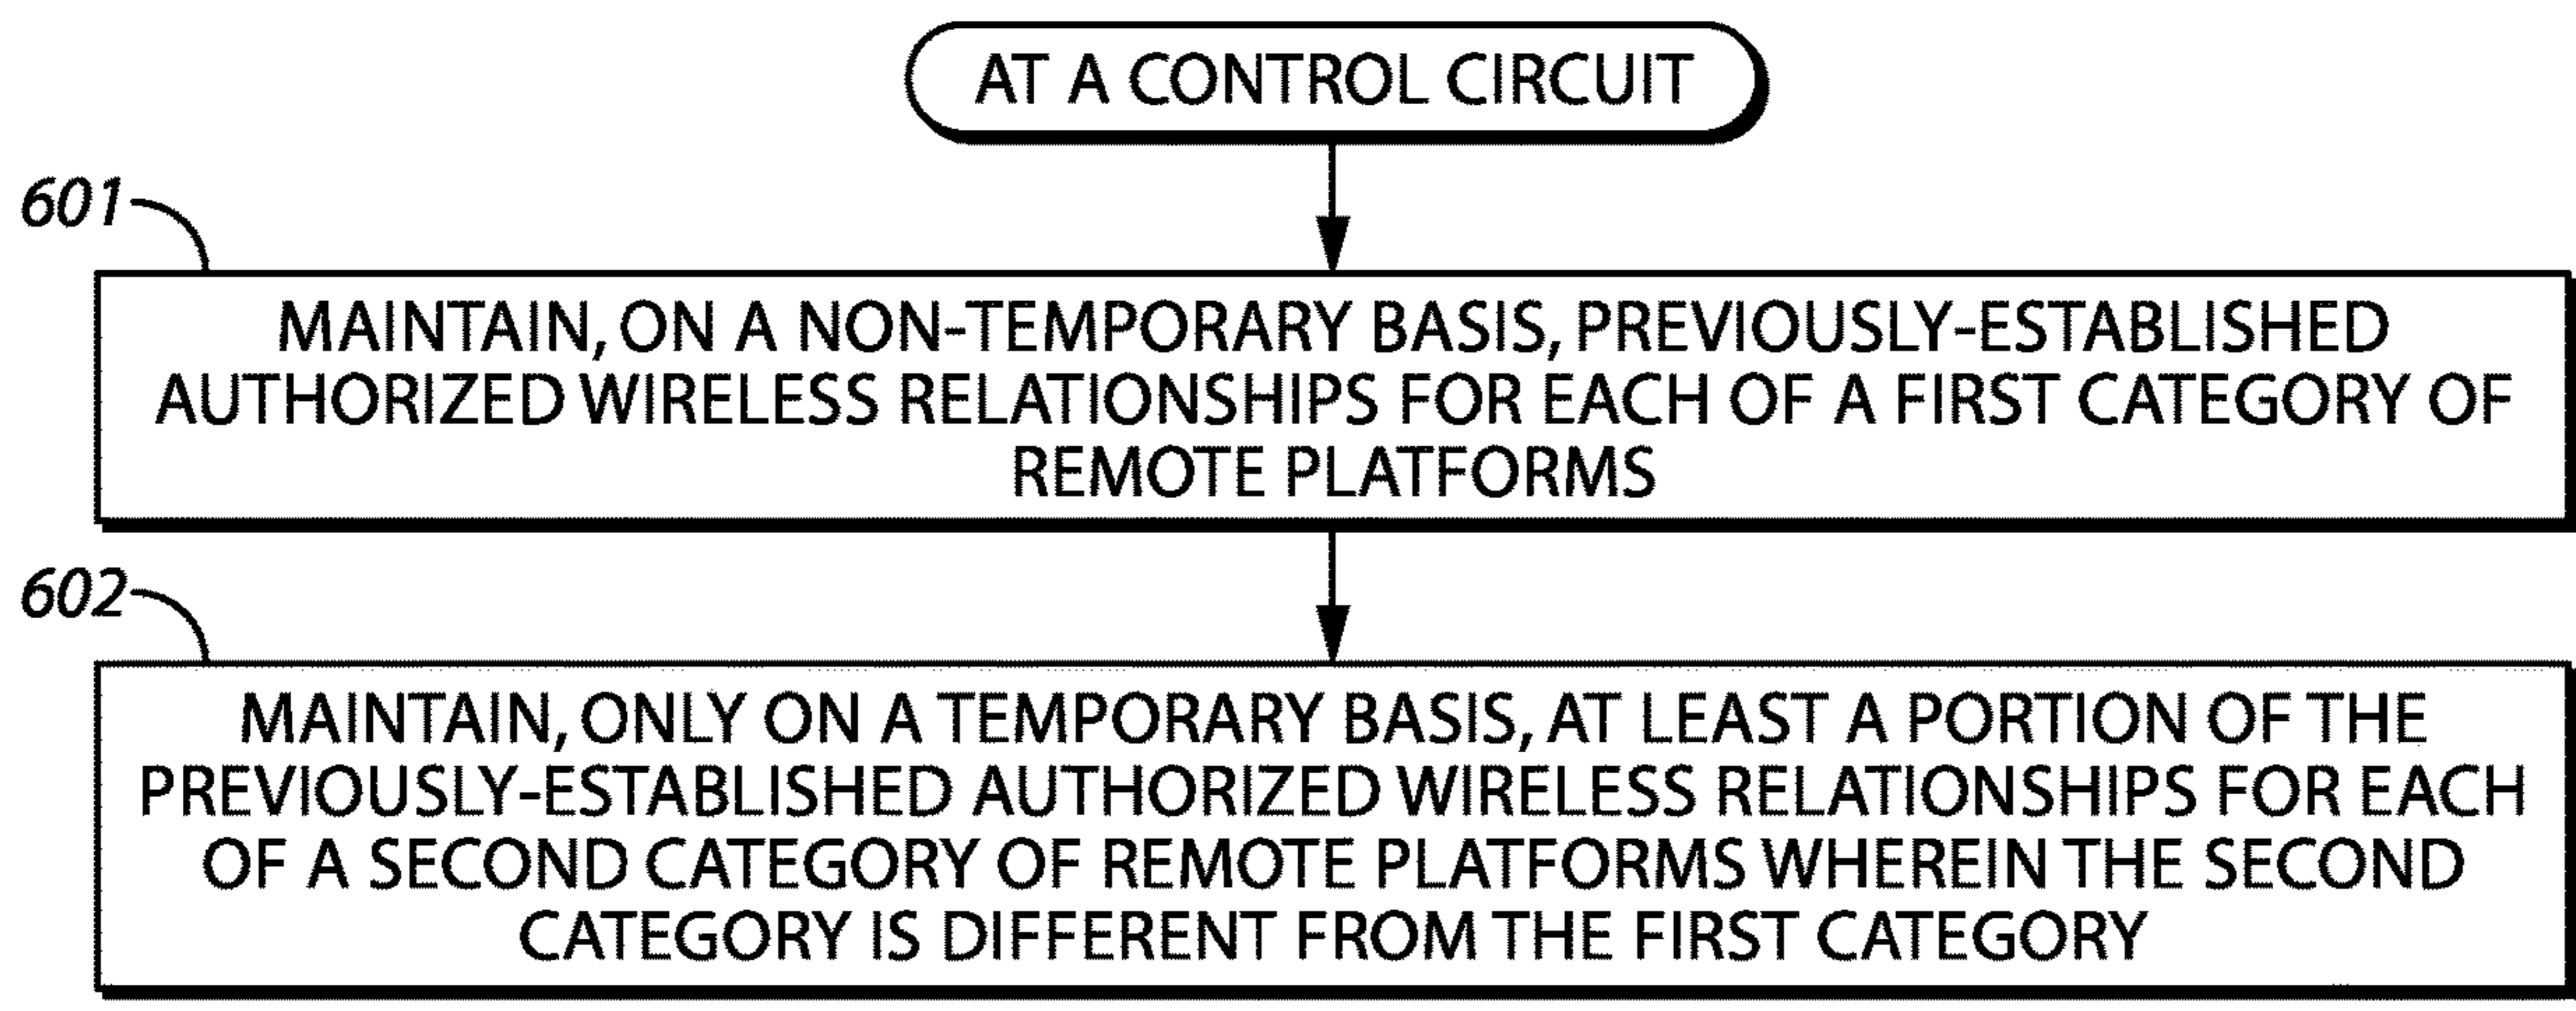 AT A CONTROL CIRCUIT
601
MAINTAIN, ON A NON-TEMPORARY BASIS, PREVIOUSLY-ESTABLISHED
AUTHORIZED WIRELESS RELATIONSHIPS FOR EACH OF A FIRST CATEGORY OF
REMOTE PLATFORMS
602
MAINTAIN, ONLY ON A TEMPORARY BASIS, AT LEAST A PORTION OF THE
PREVIOUSLY-ESTABLISHED AUTHORIZED WIRELESS RELATIONSHIPS FOR EACH
OF A SECOND CATEGORY OF REMOTE PLATFORMS WHEREIN THE SECOND
CATEGORY IS DIFFERENT FROM THE FIRST CATEGORY